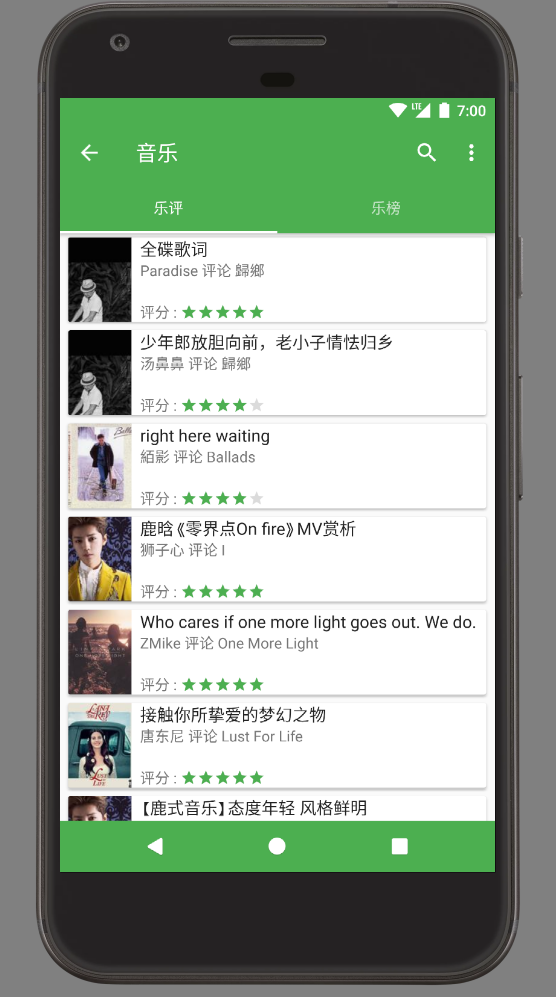 LTE 7:00
音乐
乐评 乐榜
全碟歌词
Paradise 评论 歸鄉
评分 :
少年郎放胆向前，老小子情怯归乡
汤鼻鼻 评论 歸鄉
评分 :
right here waiting
絔影 评论 Ballads
评分 :
鹿晗《零界点On fire》MV赏析
狮子心 评论 I
评分 :
Who cares if one more light goes out. We do.
ZMike 评论 One More Light
评分 :
接触你所挚爱的梦幻之物
唐东尼 评论 Lust For Life
评分 :
【鹿式音乐】态度年轻 风格鲜明